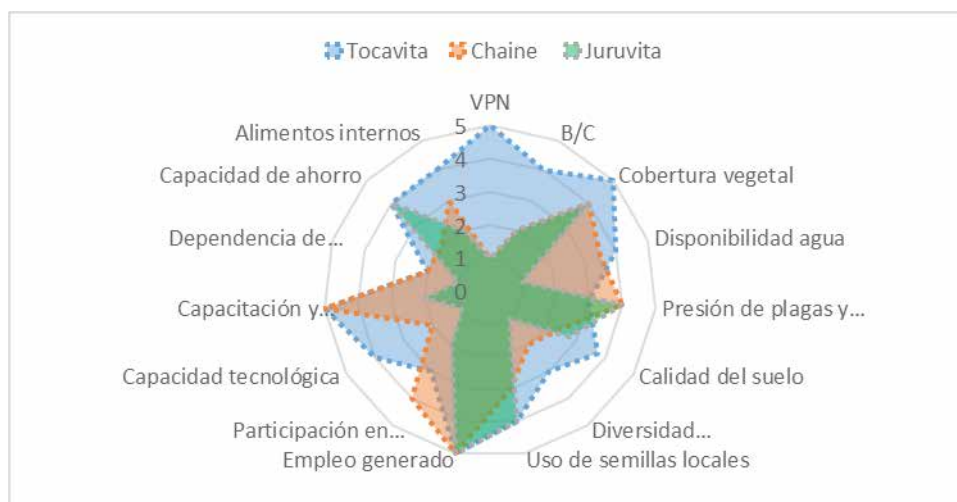 Tocavita Chaine Juruvita
VPN
Alimentos internos B/C
5
Capacidad de ahorro 4 Cobertura vegetal
3
Dependencia de... 2 Disponibilidad agua
1
Capacitación y... 0 Presión de plagas y...
Capacidad tecnológica Calidad del suelo
Participación en... Diversidad...
Empleo generado Uso de semillas locales